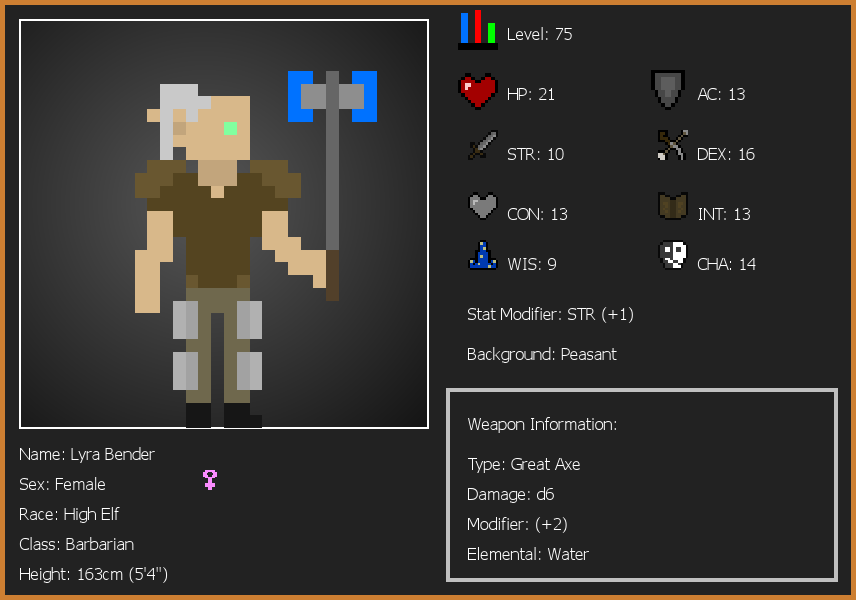 Level: 75
HP: 21
AC: 13
STR: 10
DEX: 16
CON: 13
INT: 13
WIS: 9
CHA: 14
Stat Modifier: STR (+1)
Background: Peasant
Weapon Information:
Type: Great Axe
Damage: d6
Modifier: (+2)
Elemental: Water
Name: Lyra Bender
Sex: Female
Race: High Elf
Class: Barbarian
Height: 163cm (5'4")